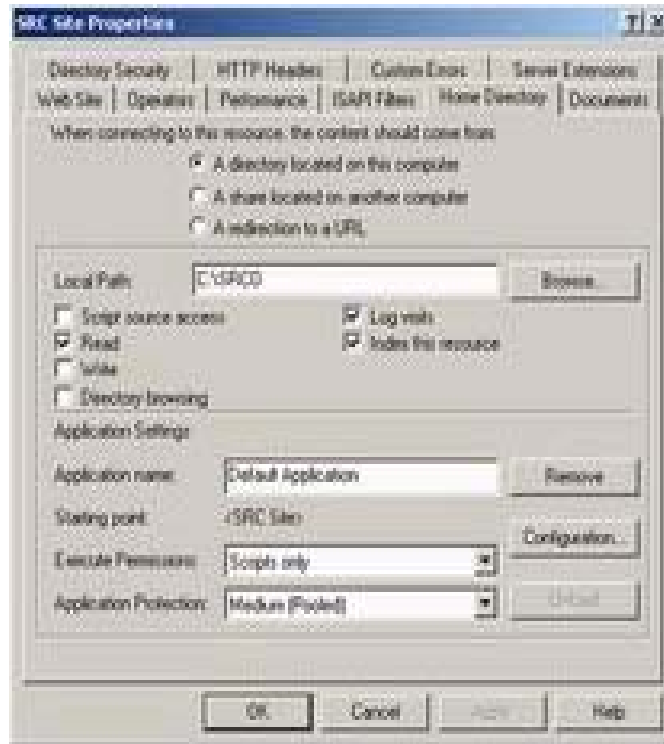 SRC Site Properties
Directory Security HTTP Headers Custom Errors Server Extensions
Web Site Operators Performance ISAPI Filters Home Directory Documents
When connecting to this resource, the content should come from:
A directory located on this computer
A share located on another computer
A redirection to a URL
Local Path: Browse...
Script source access Log visits
Read Index this resource
Write
Directory browsing
Application Settings
Application name: Default Application Remove
Starting point: <SRC Site>
Configuration...
Execute Permissions: Scripts only
Application Protection: Medium (Pooled) Unload
OK Cancel Apply Help